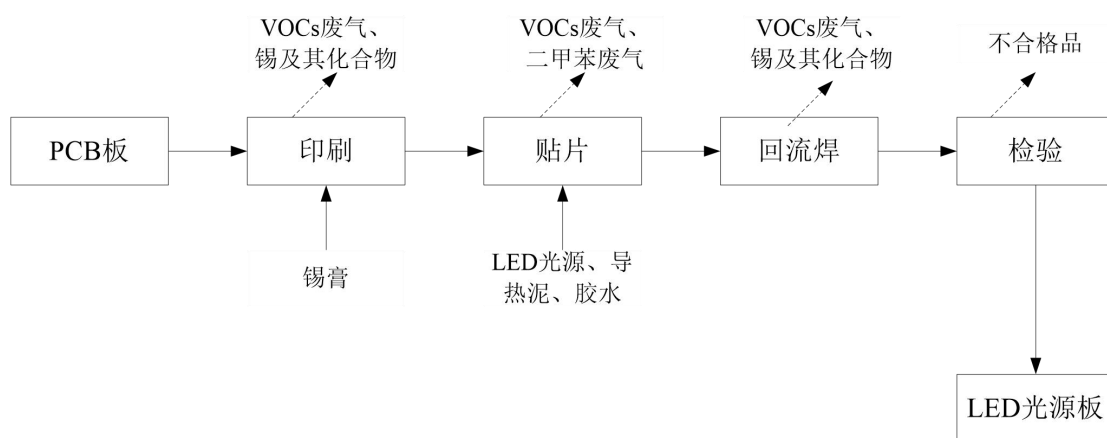 VOCs废气、
锡及其化合物
VOCs废气、
二甲苯废气
VOCs废气、
锡及其化合物
不合格品
PCB板
印刷
贴片
回流焊
检验
锡膏
LED光源、导
热泥、胶水
LED光源板